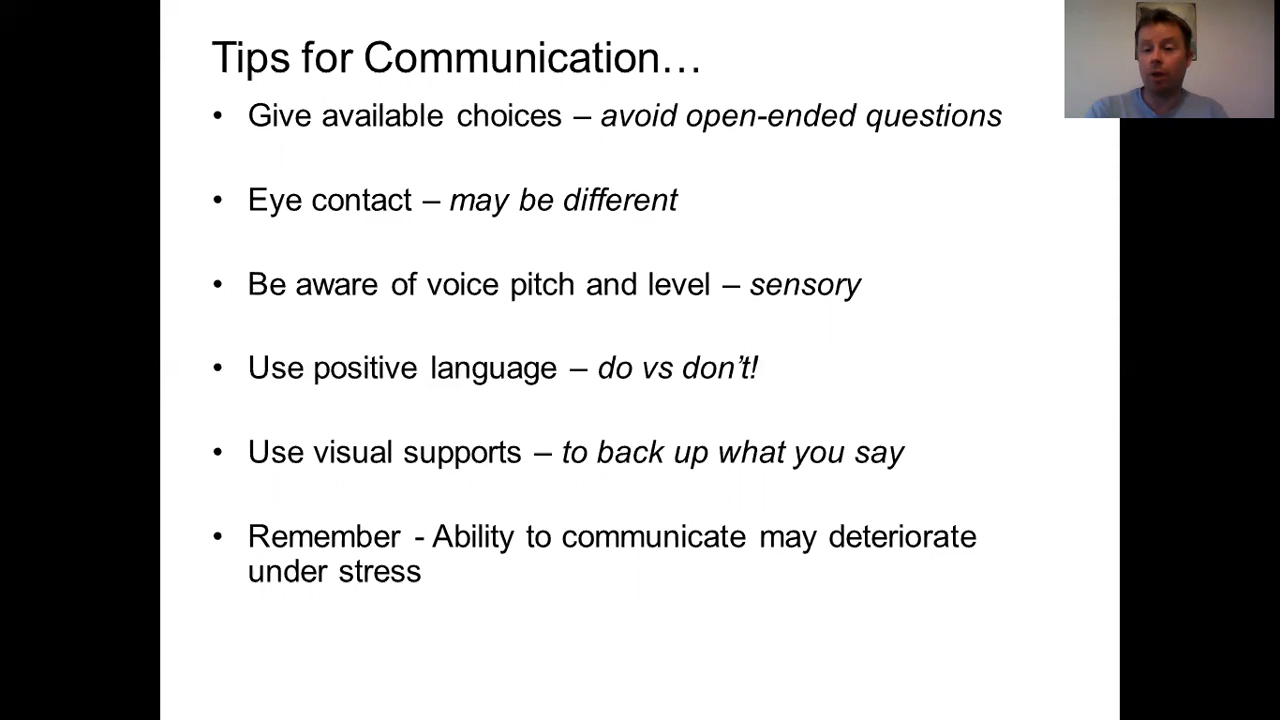 Tips for Communication…
• Give available choices – avoid open-ended questions
• Eye contact – may be different
• Be aware of voice pitch and level – sensory
• Use positive language – do vs don’t!
• Use visual supports – to back up what you say
• Remember - Ability to communicate may deteriorate
under stress